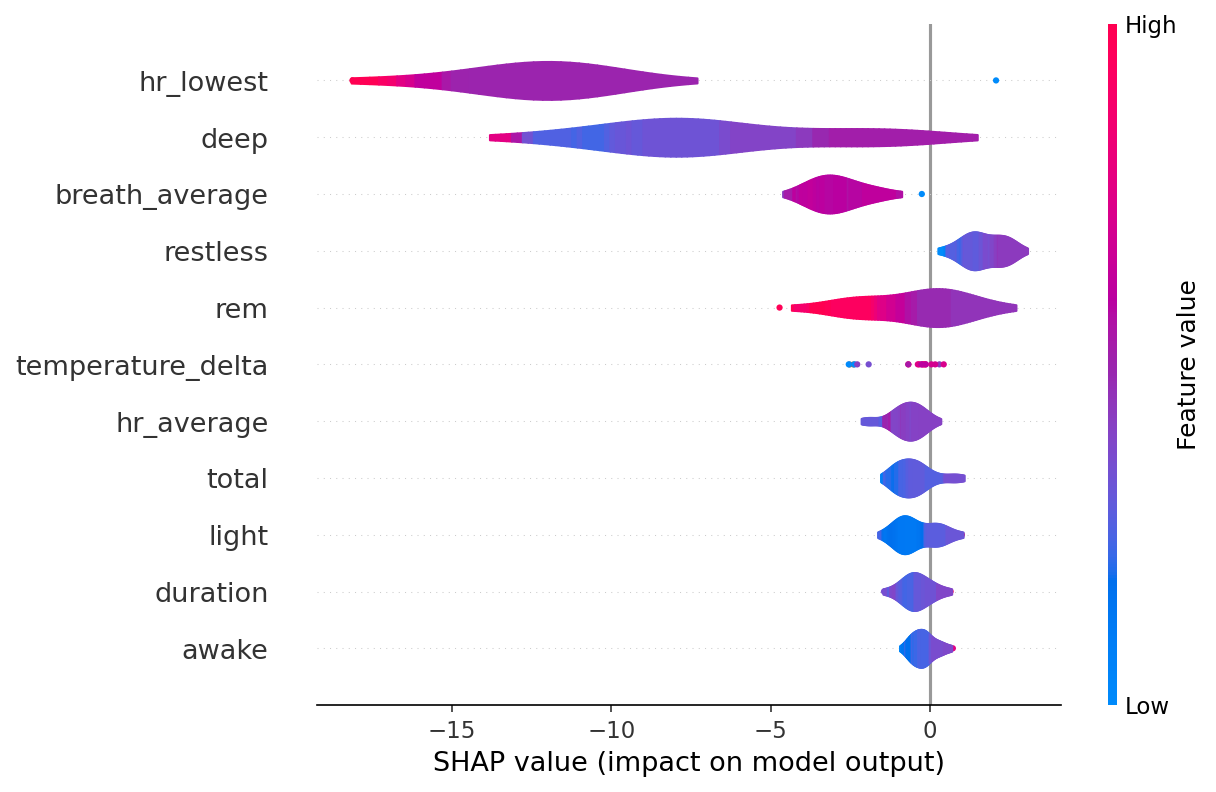 High
hr_lowest
deep
breath_average
restless
rem
temperature_delta
hr_average
total
light
duration
awake
Feature value
Low
−15
−10
−5
0
SHAP value (impact on model output)